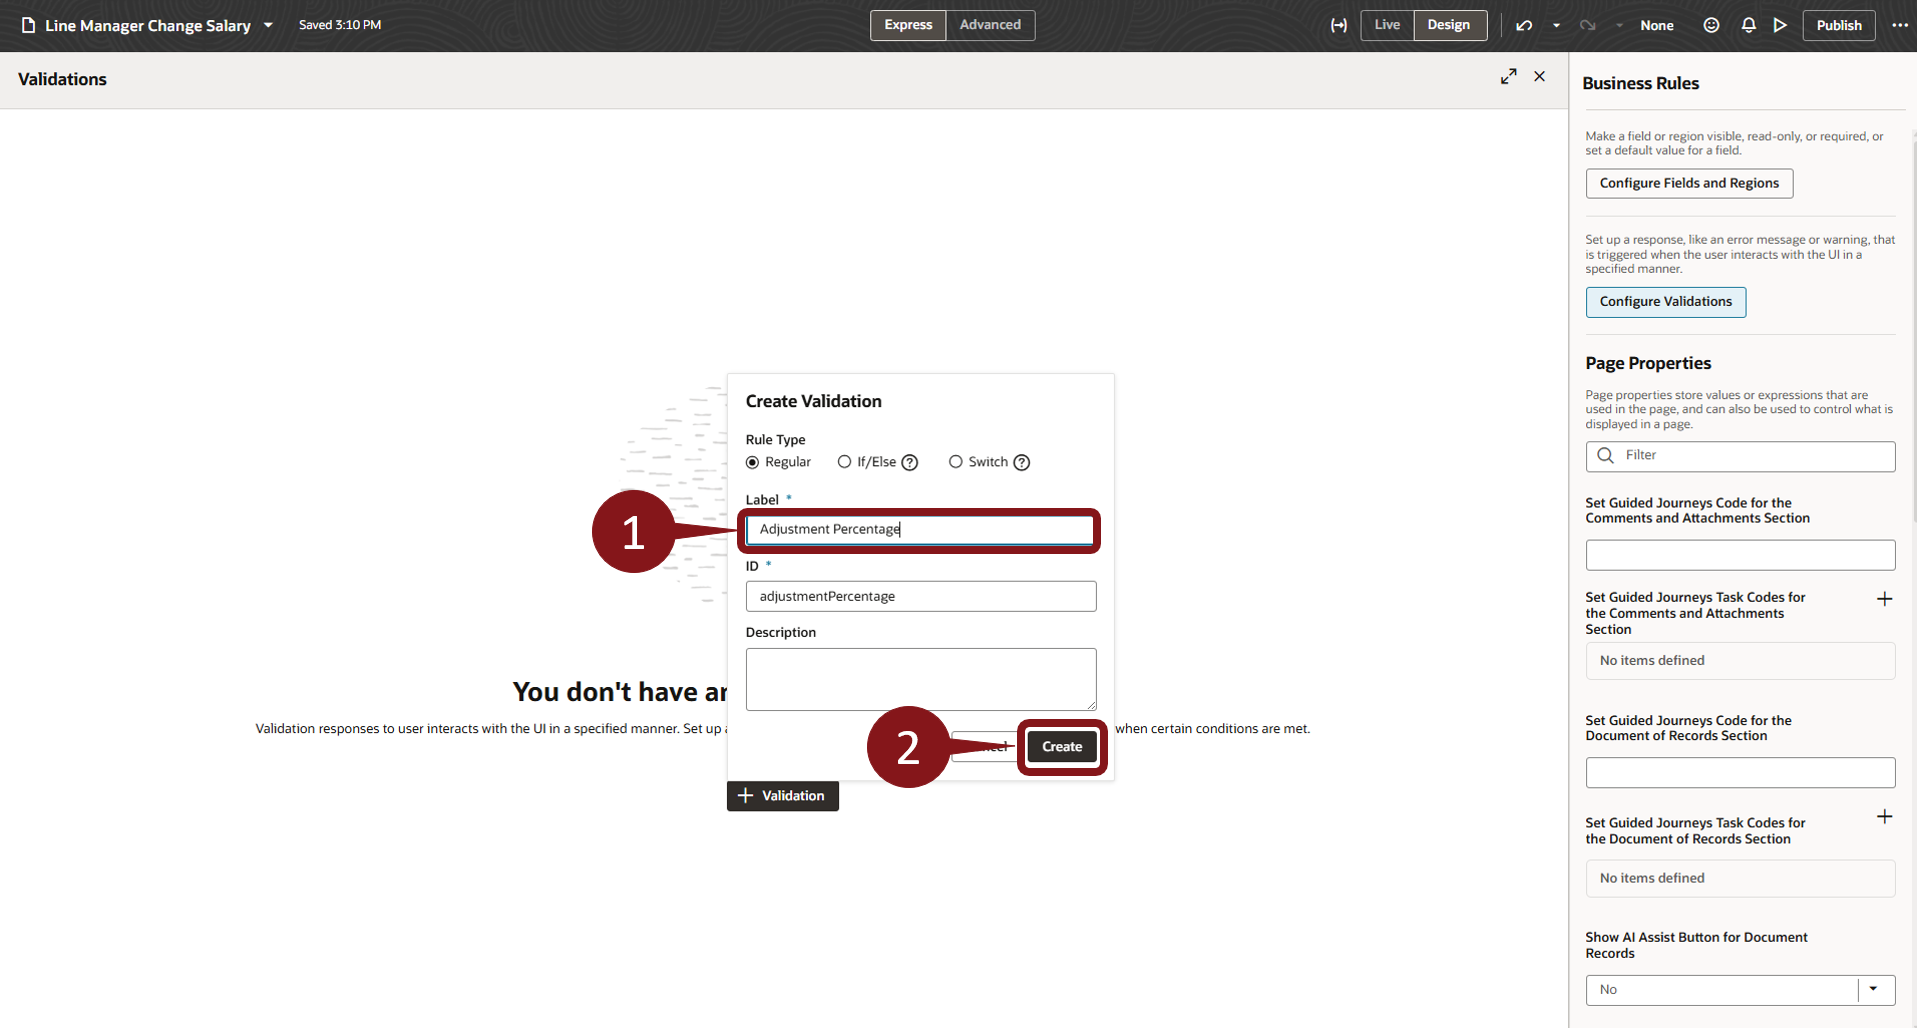 Line Manager Change Salary
Saved 3:10 PM
Express
Advanced
Live
Design
None
Publish
Validations
Create Validation
Rule Type
Regular
If/Else ?
Switch ?
Label *
1
Adjustment Percentage
ID *
adjustmentPercentage
Description
You don't have
Validation responses to user interacts with the UI in a specified manner. Set up
when certain conditions are met.
2
Create
+ Validation
Business Rules
Make a field or region visible, read-only, or required, or
set a default value for a field.
Configure Fields and Regions
Set up a response, like an error message or warning, that
is triggered when the user interacts with the UI in a
specified manner.
Configure Validations
Page Properties
Page properties store values or expressions that are
used in the page, and can also be used to control what is
displayed in a page.
Filter
Set Guided Journeys Code for the
Comments and Attachments Section
Set Guided Journeys Task Codes for
the Comments and Attachments
Section
No items defined
Set Guided Journeys Code for the
Document of Records Section
Set Guided Journeys Task Codes for
the Document of Records Section
No items defined
Show AI Assist Button for Document
Records
No